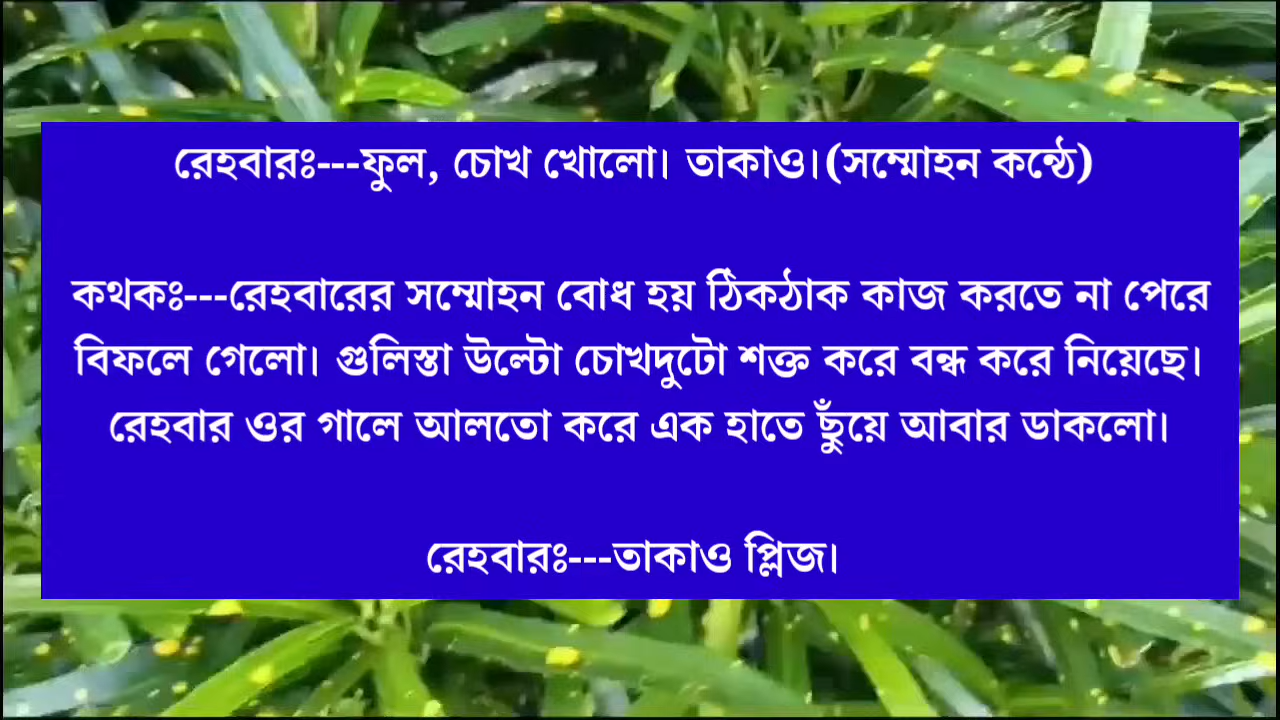 রেহবারঃ---ফুল, চোখ খোলো। তাকাও।(সম্মোহন কন্ঠে)
কথকঃ---রেহবারের সম্মোহন বোধ হয় ঠিকঠাক কাজ করতে না পেরে
বিফলে গেলো। গুলিস্তা উল্টো চোখদুটো শক্ত করে বন্ধ করে নিয়েছে।
রেহবার ওর গালে আলতো করে এক হাতে ছুঁয়ে আবার ডাকলো।
রেহবারঃ---তাকাও প্লিজ।